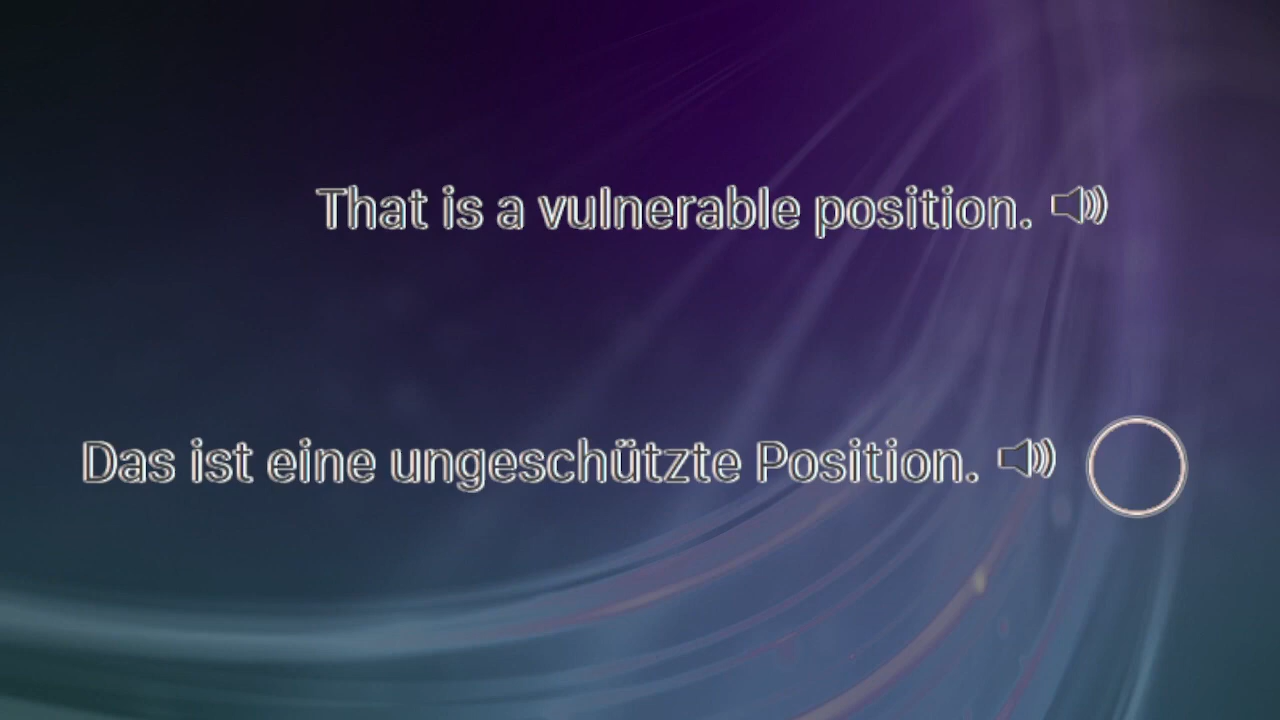 That is a vulnerable position.
Das ist eine ungeschützte Position.